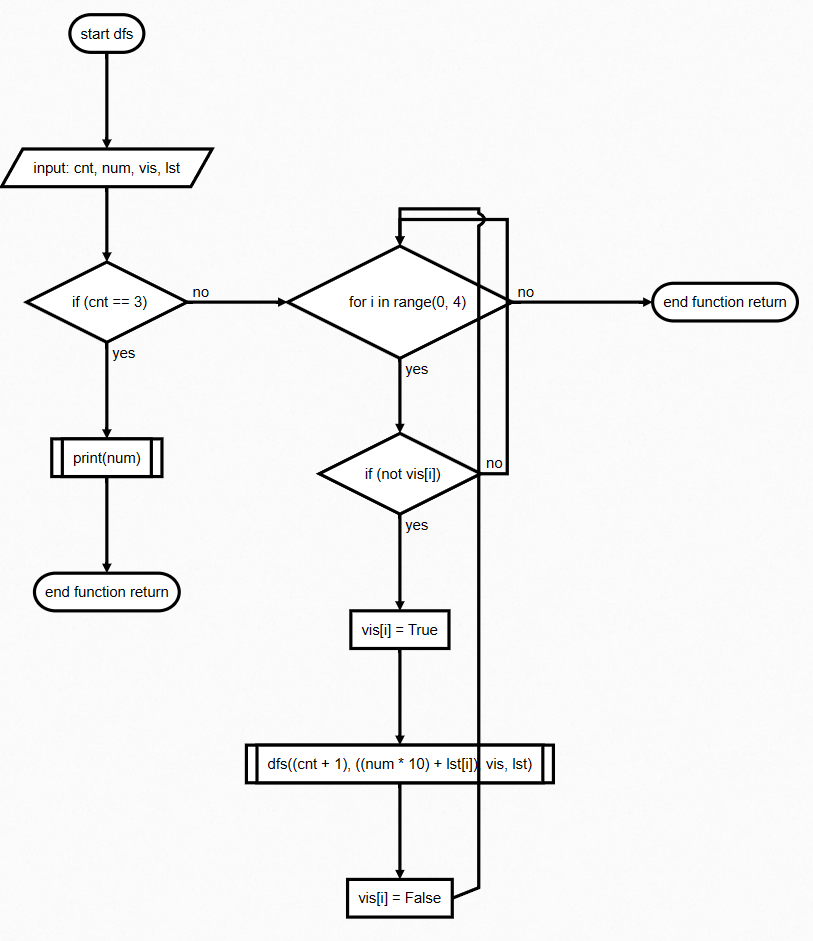 start dfs
input: cnt, num, vis, lst
if (cnt == 3)
no
yes
print(num)
end function return
for i in range(0, 4)
no
end function return
yes
if (not vis[i])
no
yes
vis[i] = True
dfs((cnt + 1), ((num * 10) + lst[i]), vis, lst)
vis[i] = False